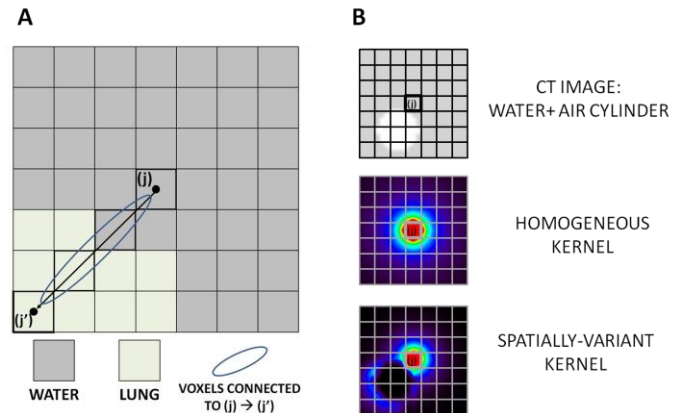 A
(j)
(j')
WATER
LUNG
VOXELS CONNECTED
TO (j) → (j')
B
(j)
CT IMAGE:
WATER+ AIR CYLINDER
(j)
HOMOGENEOUS
KERNEL
(j)
SPATIALLY-VARIANT
KERNEL